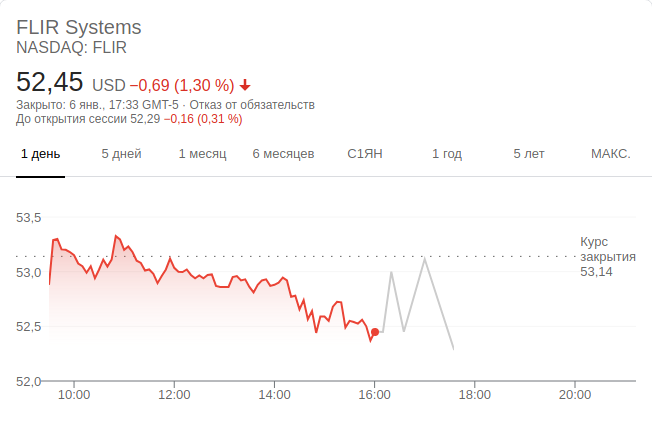 FLIR Systems
NASDAQ: FLIR
52,45 USD −0,69 (1,30 %)
Закрыто: 6 янв., 17:33 GMT-5 · Отказ от обязательств
До открытия сессии 52,29 −0,16 (0,31 %)
1 день 5 дней 1 месяц 6 месяцев С1ЯН 1 год 5 лет МАКС.
53,5
Курс
закрытия
53,14
53,0
52,5
52,0
10:00 12:00 14:00 16:00 18:00 20:00